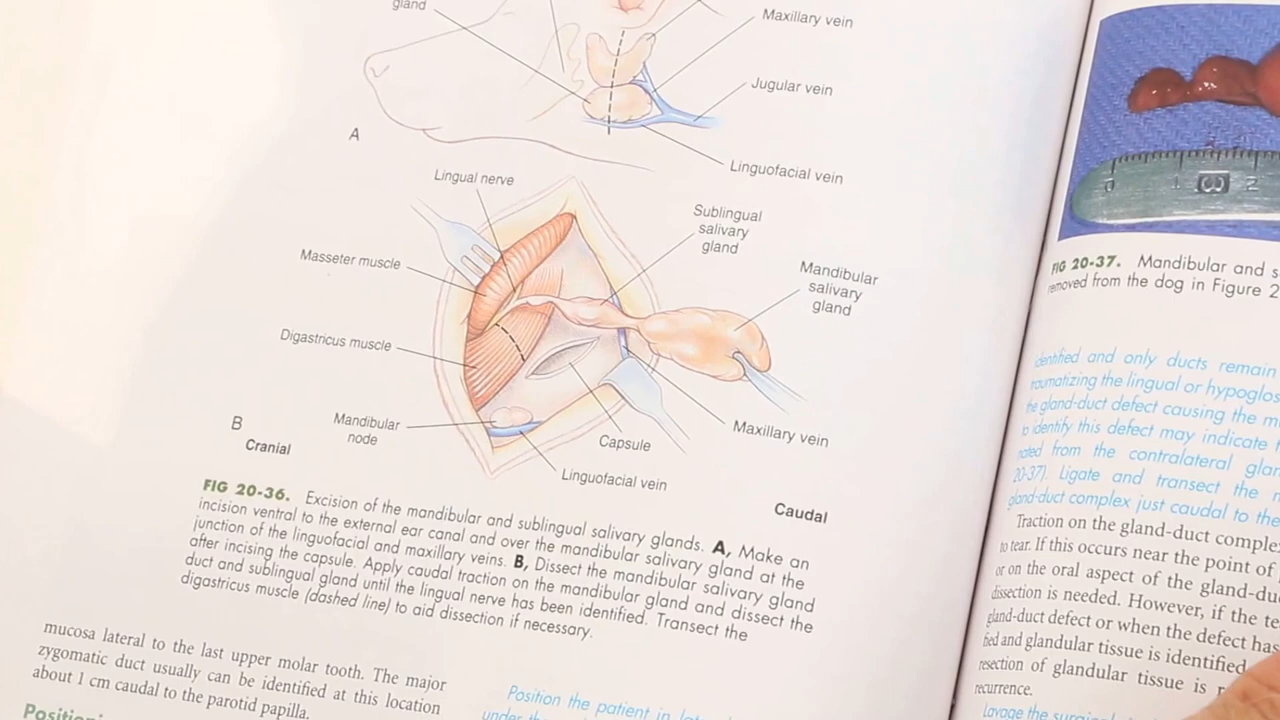 gland
Maxillary vein
Jugular vein
A
Linguofacial vein
Lingual nerve
Sublingual
salivary
gland
Masseter muscle
Mandibular
salivary
gland
Digastricus muscle
Mandibular
node
B
Cranial
Capsule
Maxillary vein
Linguofacial vein
Caudal
FIG 20-36. Excision of the mandibular and sublingual salivary glands. A, Make an
incision ventral to the external ear canal and over the mandibular salivary gland at the
junction of the linguofacial and maxillary veins. B, Dissect the mandibular salivary gland
after incising the capsule. Apply caudal traction on the mandibular gland and dissect the
duct and sublingual gland until the lingual nerve has been identified. Transect the
digastricus muscle (dashed line) to aid dissection if necessary.
mucosa lateral to the last upper molar tooth. The major
zygomatic duct usually can be identified at this location
about 1 cm caudal to the parotid papilla.
Position the patient in
under the
0 1 2
FIG 20-37. Mandibular and s
removed from the dog in Figure 2
identified and only ducts remain
traumatizing the lingual or hypoglos
the gland-duct defect causing the m
to identify this defect may indicate
nated from the contralateral glan
20-37). Ligate and transect the
gland-duct complex just caudal to the
Traction on the gland-duct comple
to tear. If this occurs near the point of
or on the oral aspect of the gland-du
dissection is needed. However, if the te
gland-duct defect or when the defect has
fied and glandular tissue is identified
resection of glandular tissue is
recurrence.
Lavage the